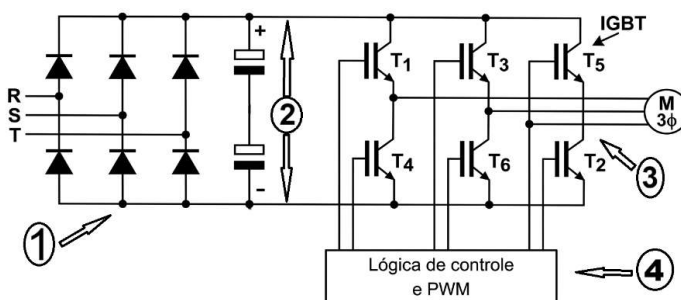 IGBT
+
T1
T3
T5
R
S
T
2
M
3ϕ
T4
T6
T2
-
3
1
Lógica de controle
e PWM
4